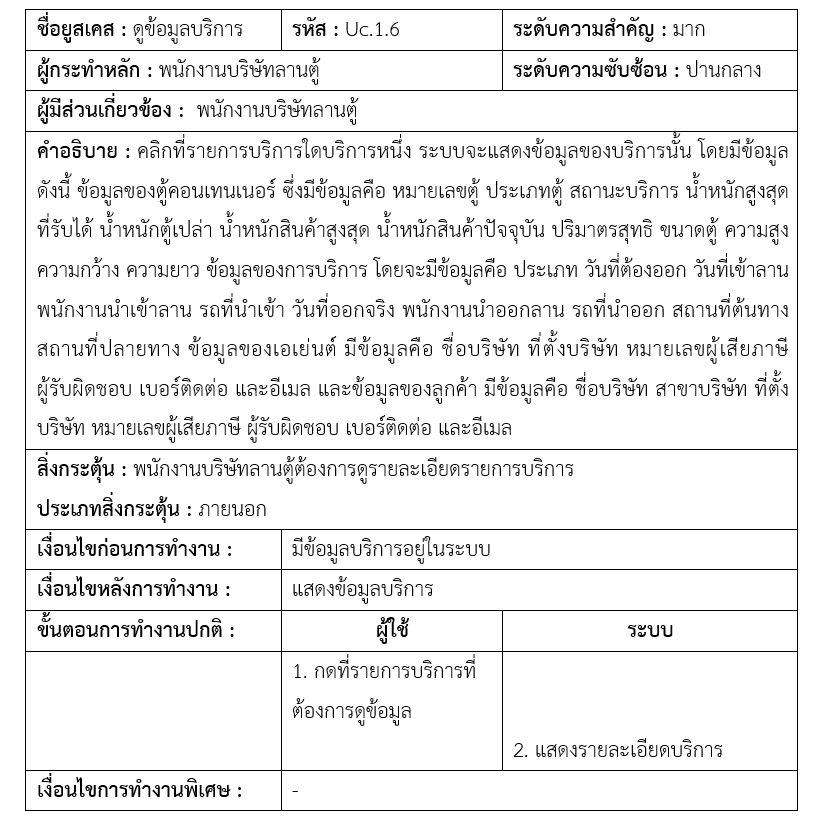 ชื่อยูสเคส : ดูข้อมูลบริการ รหัส : Uc.1.6 ระดับความสำคัญ : มาก
ผู้กระทำหลัก : พนักงานบริษัทลานตู้ ระดับความซับซ้อน : ปานกลาง
ผู้มีส่วนเกี่ยวข้อง : พนักงานบริษัทลานตู้
คำอธิบาย : คลิกที่รายการบริการใดบริการหนึ่ง ระบบจะแสดงข้อมูลของบริการนั้น โดยมีข้อมูล
ดังนี้ ข้อมูลของตู้คอนเทนเนอร์ ซึ่งมีข้อมูลคือ หมายเลขตู้ ประเภทตู้ สถานะบริการ น้ำหนักสูงสุด
ที่รับได้ น้ำหนักตู้เปล่า น้ำหนักสินค้าสูงสุด น้ำหนักสินค้าปัจจุบัน ปริมาตรสุทธิ ขนาดตู้ ความสูง
ความกว้าง ความยาว ข้อมูลของการบริการ โดยจะมีข้อมูลคือ ประเภท วันที่ต้องออก วันที่เข้าลาน
พนักงานนำเข้าลาน รถที่นำเข้า วันที่ออกจริง พนักงานนำออกลาน รถที่นำออก สถานที่ต้นทาง
สถานที่ปลายทาง ข้อมูลของเอเย่นต์ มีข้อมูลคือ ชื่อบริษัท ที่ตั้งบริษัท หมายเลขผู้เสียภาษี
ผู้รับผิดชอบ เบอร์ติดต่อ และอีเมล และข้อมูลของลูกค้า มีข้อมูลคือ ชื่อบริษัท สาขาบริษัท ที่ตั้ง
บริษัท หมายเลขผู้เสียภาษี ผู้รับผิดชอบ เบอร์ติดต่อ และอีเมล
สิ่งกระตุ้น : พนักงานบริษัทลานตู้ต้องการดูรายละเอียดรายการบริการ
ประเภทสิ่งกระตุ้น : ภายนอก
เงื่อนไขก่อนการทำงาน : มีข้อมูลบริการอยู่ในระบบ
เงื่อนไขหลังการทำงาน : แสดงข้อมูลบริการ
ขั้นตอนการทำงานปกติ : ผู้ใช้ ระบบ
1. กดที่รายการบริการที่
ต้องการดูข้อมูล
2. แสดงรายละเอียดบริการ
เงื่อนไขการทำงานพิเศษ : -